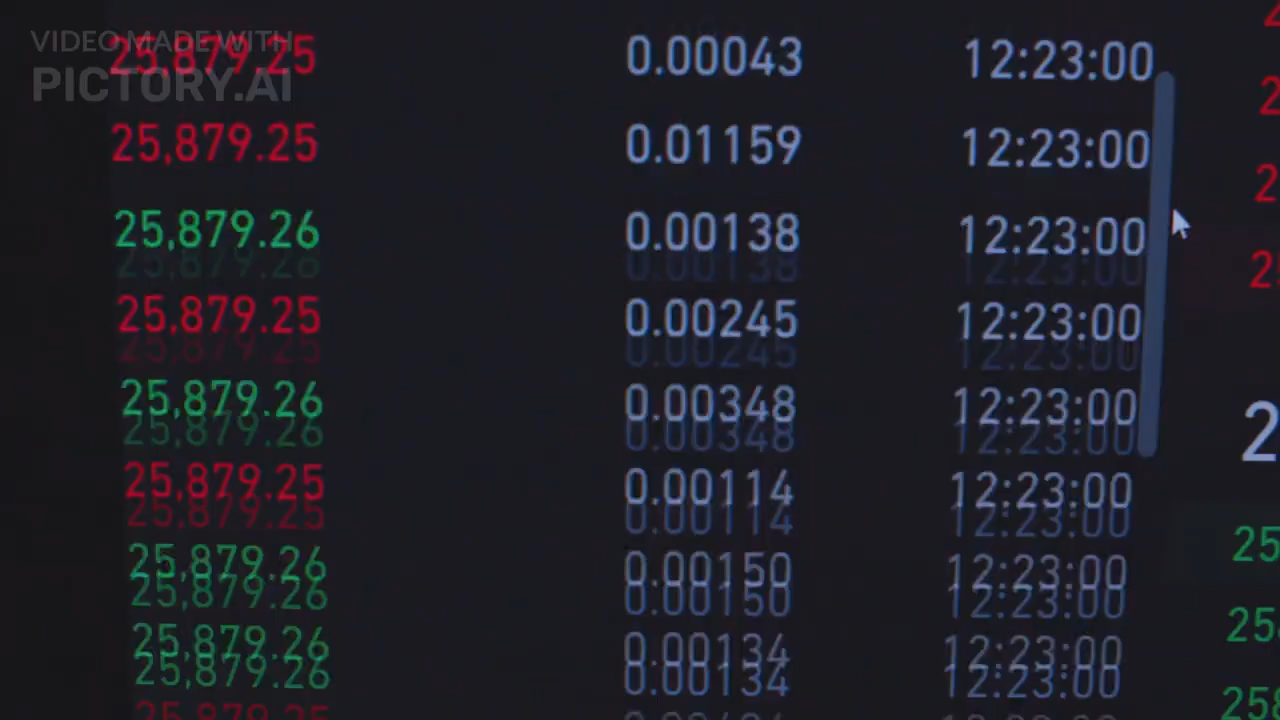 VIDEO MADE WITH
PICTORY.AI
25,879.25 0.00043 12:23:00
25,879.25 0.01159 12:23:00
25,879.26 0.00138 12:23:00
25,879.25 0.00245 12:23:00
25,879.26 0.00348 12:23:00
25,879.25 0.00114 12:23:00
25,879.26 0.00150 12:23:00
25,879.26 0.00134 12:23:00
25,879.25